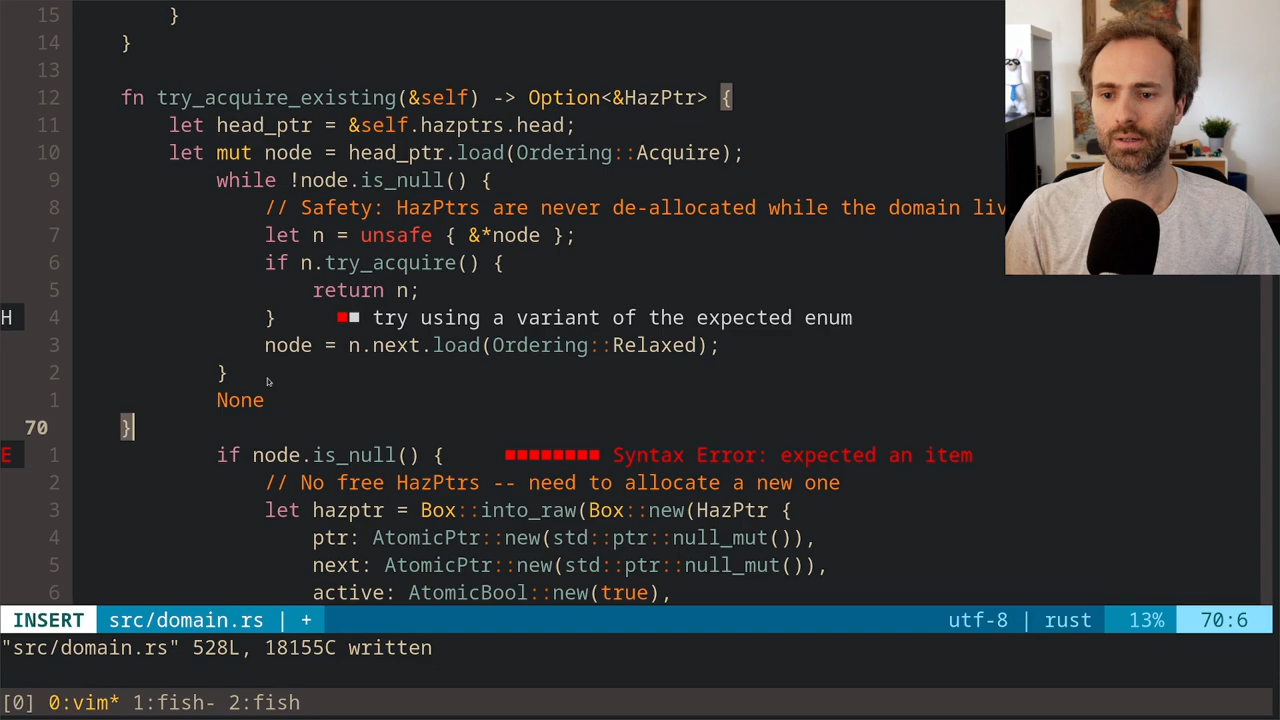 15 }
14 }
13
12 fn try_acquire_existing(&self) -> Option<&HazPtr> {
11 let head_ptr = &self.hazptrs.head;
10 let mut node = head_ptr.load(Ordering::Acquire);
9 while !node.is_null() {
8 // Safety: HazPtrs are never de-allocated while the domain liv
7 let n = unsafe { &*node };
6 if n.try_acquire() {
5 return n;
H 4 } ■■ try using a variant of the expected enum
3 node = n.next.load(Ordering::Relaxed);
2 }
1 None
70 }
E 1 if node.is_null() { ■■■■■■■■ Syntax Error: expected an item
2 // No free HazPtrs -- need to allocate a new one
3 let hazptr = Box::into_raw(Box::new(HazPtr {
4 ptr: AtomicPtr::new(std::ptr::null_mut()),
5 next: AtomicPtr::new(std::ptr::null_mut()),
6 active: AtomicBool::new(true),
INSERT src/domain.rs | + utf-8 | rust 13% 70:6
"src/domain.rs" 528L, 18155C written
[0] 0:vim* 1:fish- 2:fish